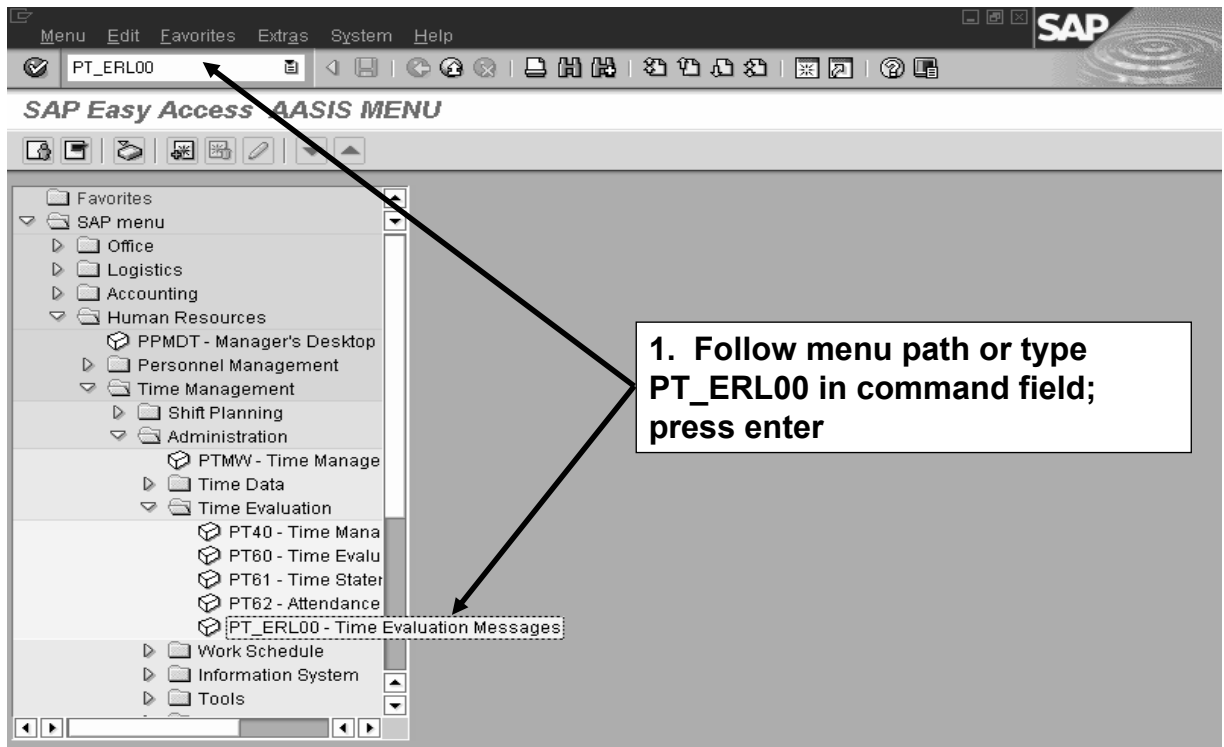 Menu Edit Favorites Extras System Help
SAP
PT_ERL00
SAP Easy Access AASIS MENU
Favorites
SAP menu
Office
Logistics
Accounting
Human Resources
PPMDT - Manager's Desktop
Personnel Management
Time Management
Shift Planning
Administration
PTMW - Time Manage
Time Data
Time Evaluation
PT40 - Time Mana
PT60 - Time Evalu
PT61 - Time Stater
PT62 - Attendance
PT_ERL00 - Time Evaluation Messages
Work Schedule
Information System
Tools
1. Follow menu path or type
PT_ERL00 in command field;
press enter